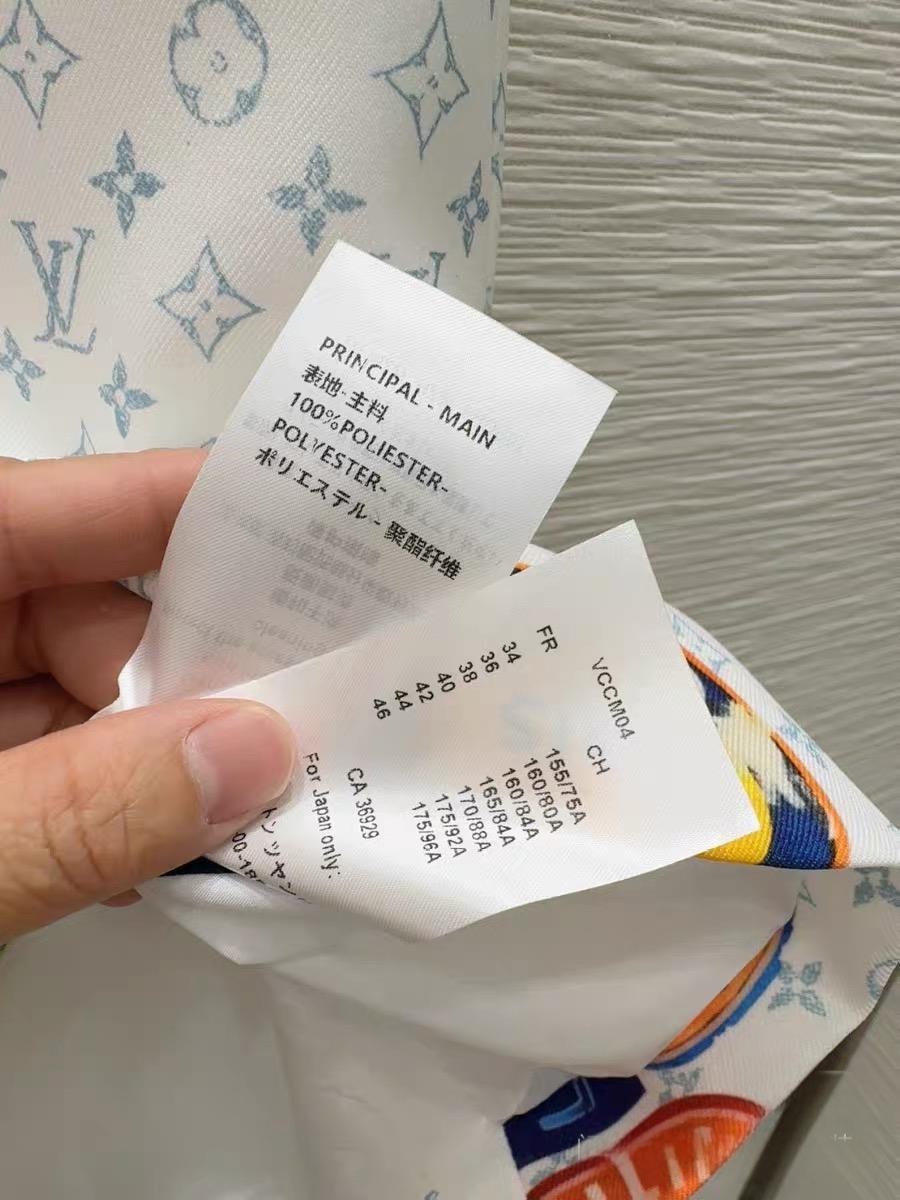 PRINCIPAL - MAIN
表地-主料
100%POLIESTER-
POLYESTER-
ポリエステル - 聚酯纤维
VCCM04
FR CH
34 155/75A
36 160/80A
38 160/84A
40 165/84A
42 170/88A
44 175/92A
46 175/96A
CA 36929
For Japan only:
LV